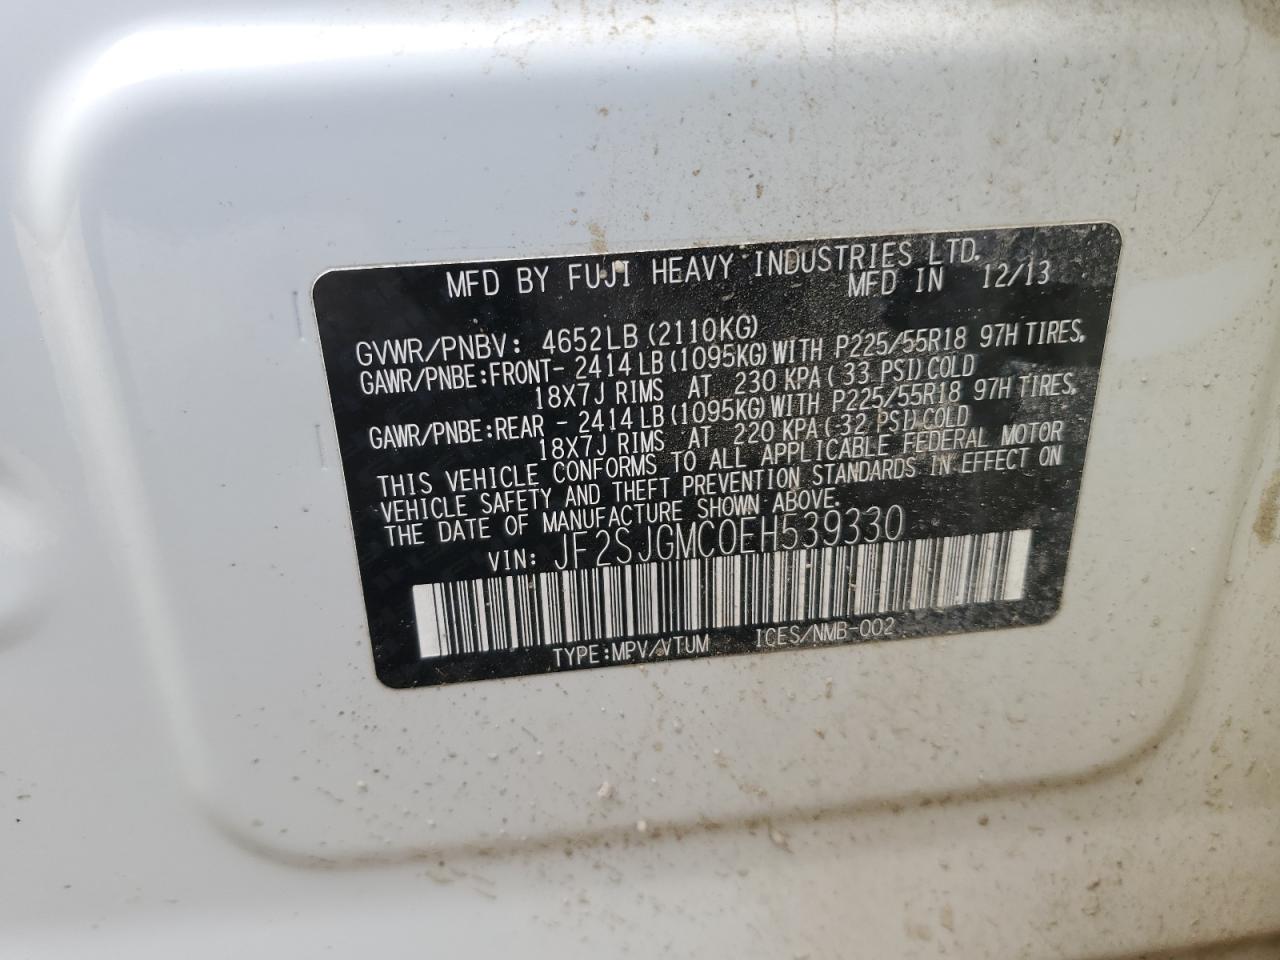 MFD BY FUJI HEAVY INDUSTRIES LTD.
MFD IN 12/13
GVWR/PNBV: 4652LB (2110KG)
GAWR/PNBE:FRONT- 2414 LB (1095KG) WITH P225/55R18 97H TIRES,
18X7J RIMS AT 230 KPA ( 33 PSI) COLD
GAWR/PNBE:REAR - 2414 LB (1095KG) WITH P225/55R18 97H TIRES,
18X7J RIMS AT 220 KPA ( 32 PSI) COLD
THIS VEHICLE CONFORMS TO ALL APPLICABLE FEDERAL MOTOR
VEHICLE SAFETY AND THEFT PREVENTION STANDARDS IN EFFECT ON
THE DATE OF MANUFACTURE SHOWN ABOVE.
VIN: JF2SJGMC0EH539330
TYPE:MPV/VTUM ICES/NMB-002